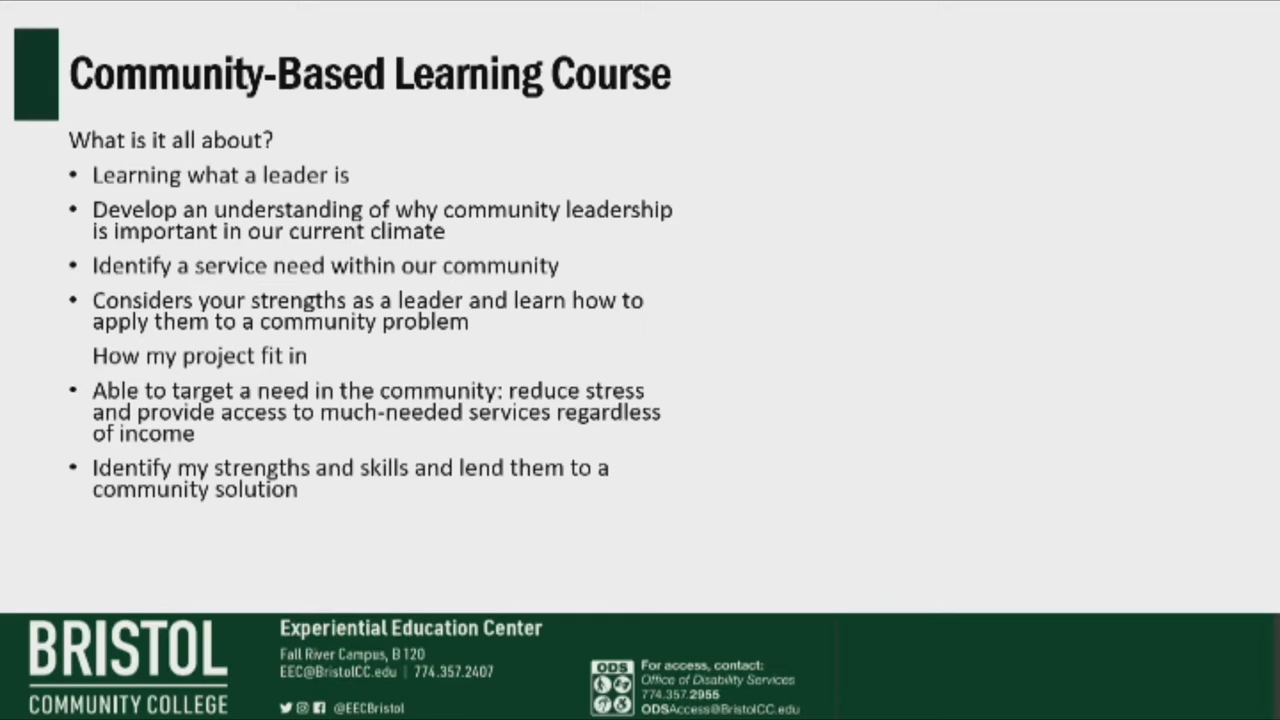 Community-Based Learning Course
What is it all about?
• Learning what a leader is
• Develop an understanding of why community leadership
is important in our current climate
• Identify a service need within our community
• Considers your strengths as a leader and learn how to
apply them to a community problem
How my project fit in
• Able to target a need in the community: reduce stress
and provide access to much-needed services regardless
of income
• Identify my strengths and skills and lend them to a
community solution
BRISTOL
COMMUNITY COLLEGE
Experiential Education Center
Fall River Campus, B120
EEC@BristolCC.edu | 774.357.2407
@EECBristol
ODS
For access, contact:
Office of Disability Services
774.357.2955
ODSAccess@BristolCC.edu